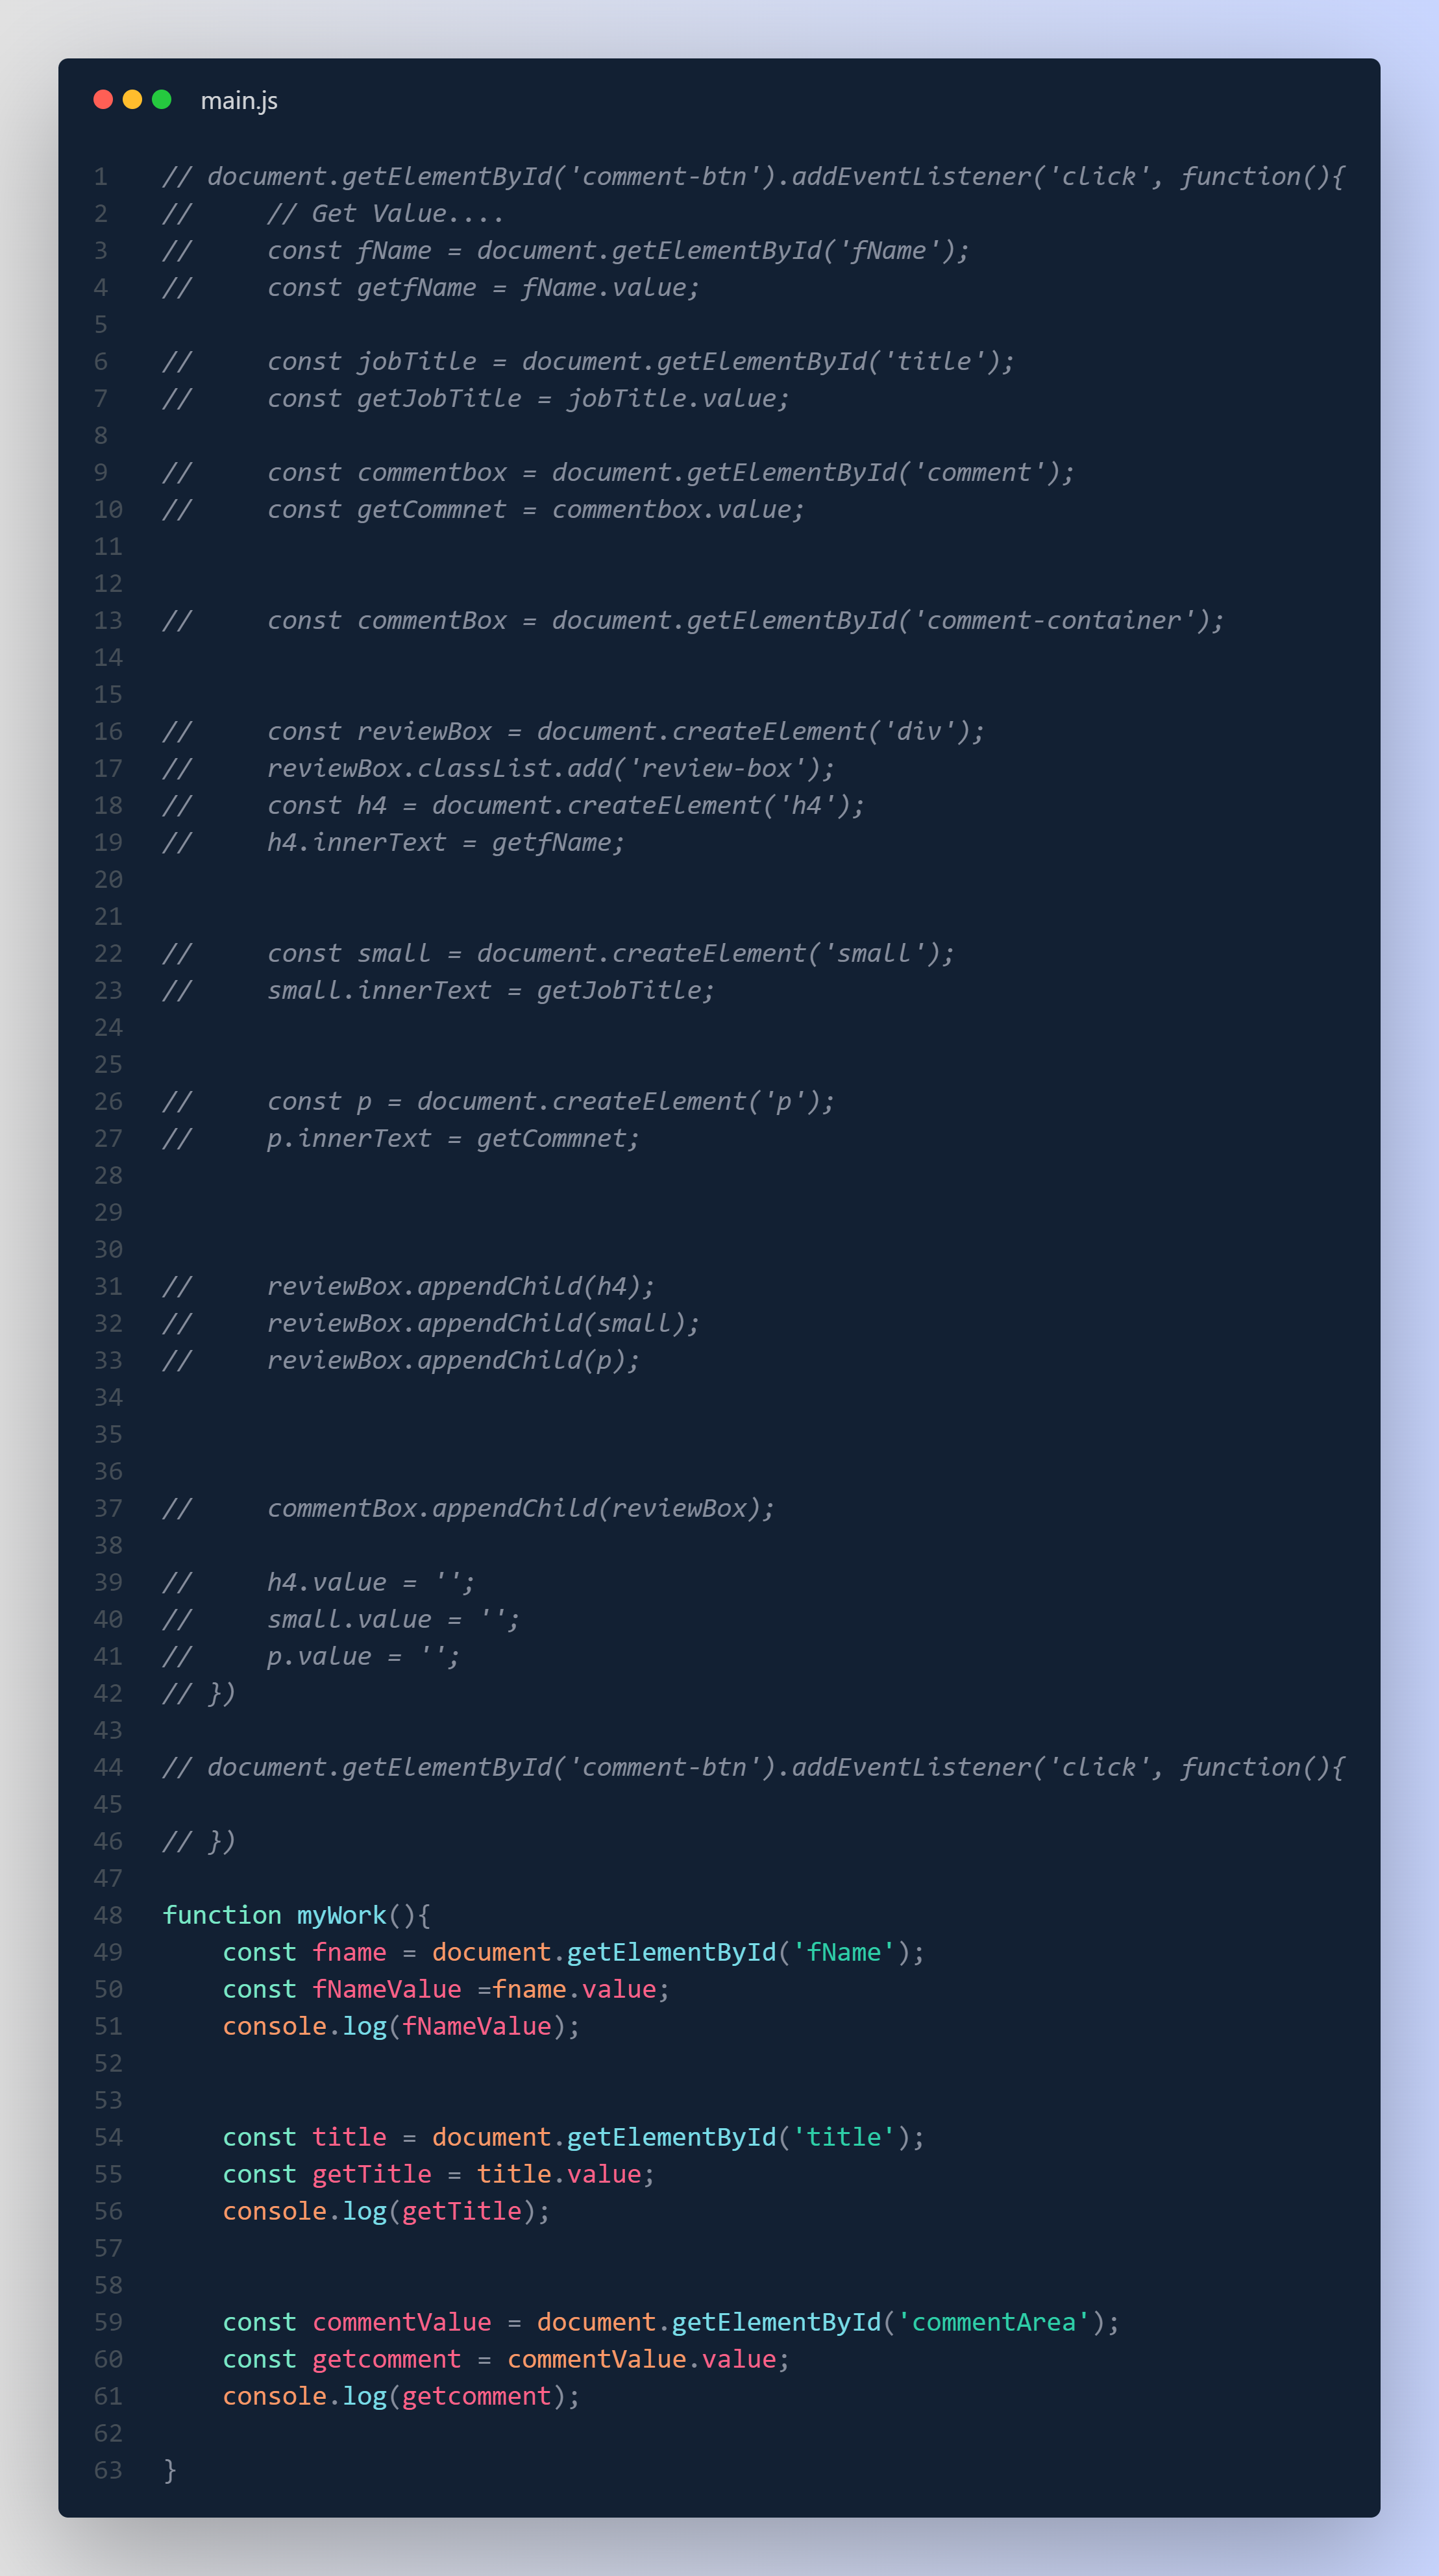 main.js
1 // document.getElementById('comment-btn').addEventListener('click', function(){
2 //     // Get Value....
3 //     const fName = document.getElementById('fName');
4 //     const getfName = fName.value;
5
6 //     const jobTitle = document.getElementById('title');
7 //     const getJobTitle = jobTitle.value;
8
9 //     const commentbox = document.getElementById('comment');
10 //     const getCommnet = commentbox.value;
11
12
13 //     const commentBox = document.getElementById('comment-container');
14
15
16 //     const reviewBox = document.createElement('div');
17 //     reviewBox.classList.add('review-box');
18 //     const h4 = document.createElement('h4');
19 //     h4.innerText = getfName;
20
21
22 //     const small = document.createElement('small');
23 //     small.innerText = getJobTitle;
24
25
26 //     const p = document.createElement('p');
27 //     p.innerText = getCommnet;
28
29
30
31 //     reviewBox.appendChild(h4);
32 //     reviewBox.appendChild(small);
33 //     reviewBox.appendChild(p);
34
35
36
37 //     commentBox.appendChild(reviewBox);
38
39 //     h4.value = '';
40 //     small.value = '';
41 //     p.value = '';
42 // })
43
44 // document.getElementById('comment-btn').addEventListener('click', function(){
45
46 // })
47
48 function myWork(){
49     const fname = document.getElementById('fName');
50     const fNameValue =fname.value;
51     console.log(fNameValue);
52
53
54     const title = document.getElementById('title');
55     const getTitle = title.value;
56     console.log(getTitle);
57
58
59     const commentValue = document.getElementById('commentArea');
60     const getcomment = commentValue.value;
61     console.log(getcomment);
62
63 }